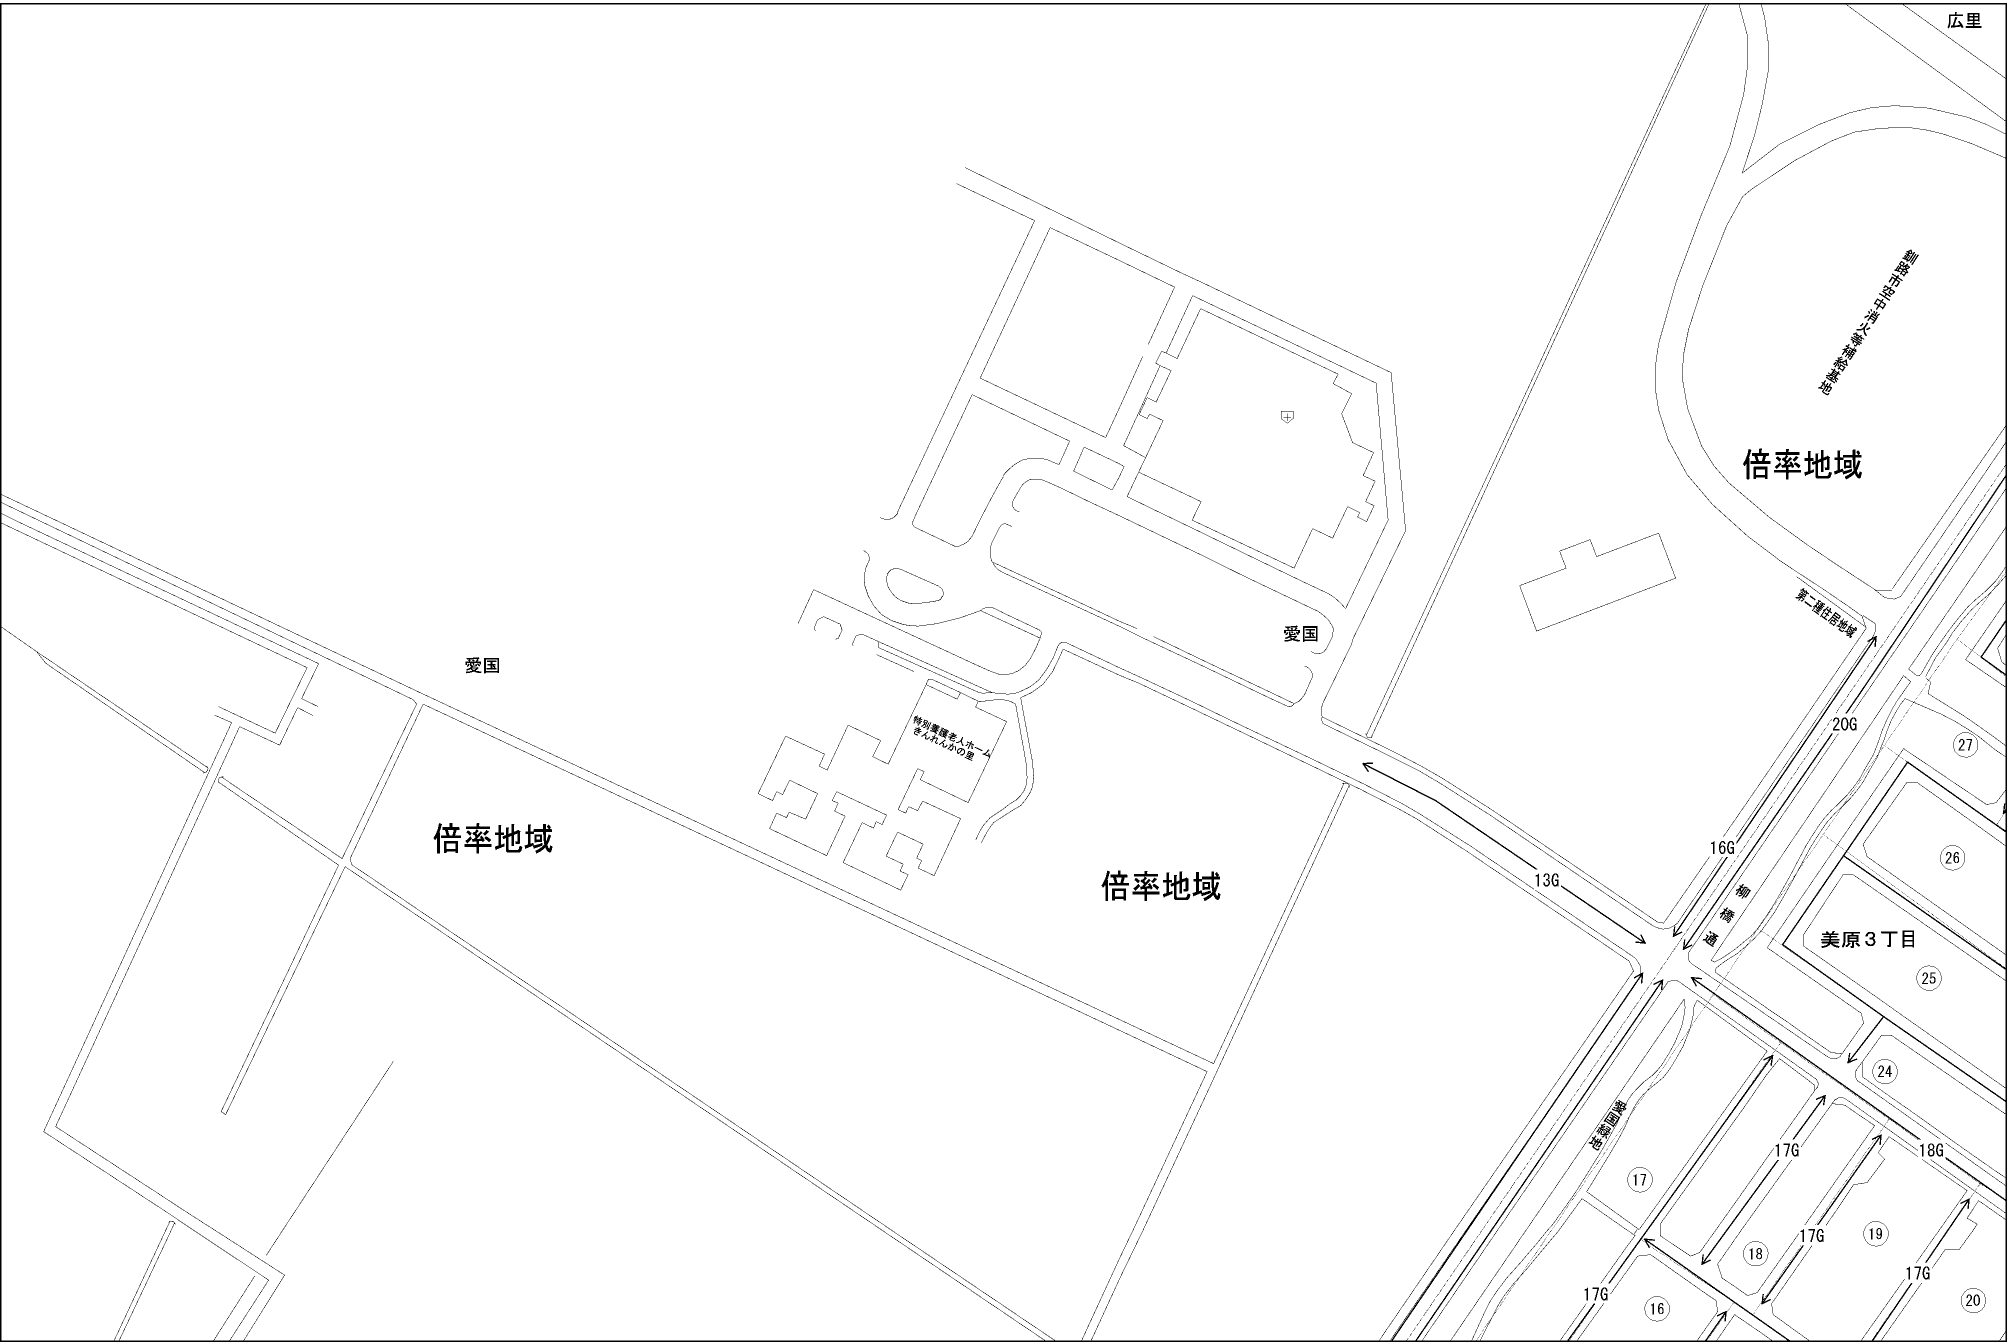 広里
釧路市空中消火等補給基地
倍率地域
第二種住居地域
愛国
愛国
特別養護老人ホーム
きんれんかの里
20G
27
倍率地域
16G
26
倍率地域
13G
柳橋通
美原3丁目
25
24
愛国緑地
17G
18G
17
19
17G
18
17G
17G
16
20